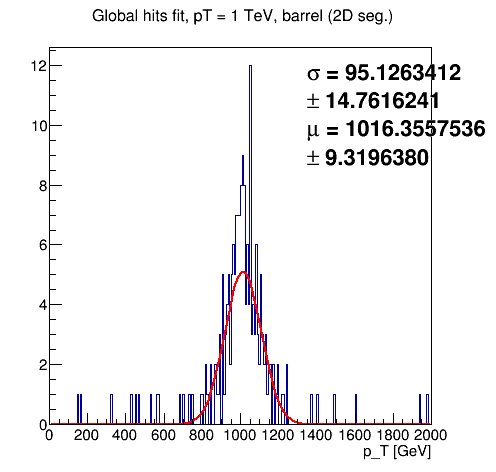 Global hits fit, pT = 1 TeV, barrel (2D seg.)
σ = 95.1263412
± 14.7616241
μ = 1016.3557536
± 9.3196380
12
10
8
6
4
2
0
0 200 400 600 800 1000 1200 1400 1600 1800 2000
p_T [GeV]